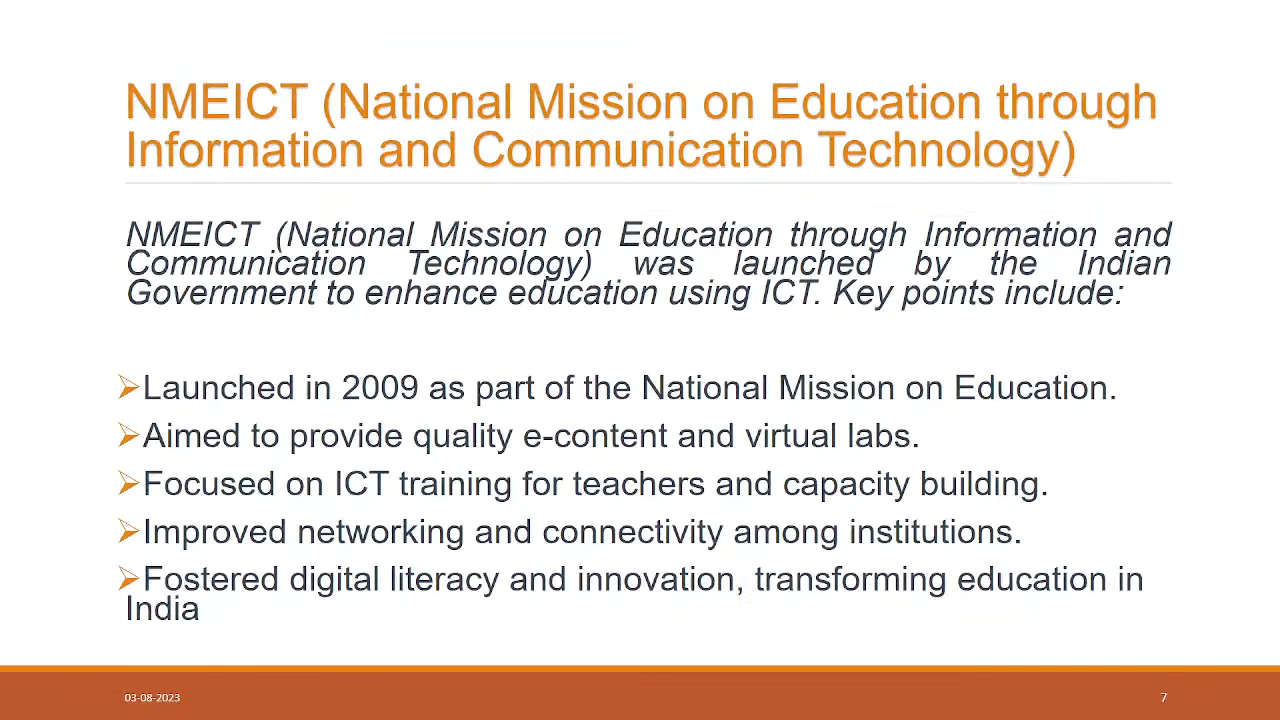 NMEICT (National Mission on Education through
Information and Communication Technology)
NMEICT (National Mission on Education through Information and
Communication Technology) was launched by the Indian
Government to enhance education using ICT. Key points include:
➢Launched in 2009 as part of the National Mission on Education.
➢Aimed to provide quality e-content and virtual labs.
➢Focused on ICT training for teachers and capacity building.
➢Improved networking and connectivity among institutions.
➢Fostered digital literacy and innovation, transforming education in
India
03-08-2023
7